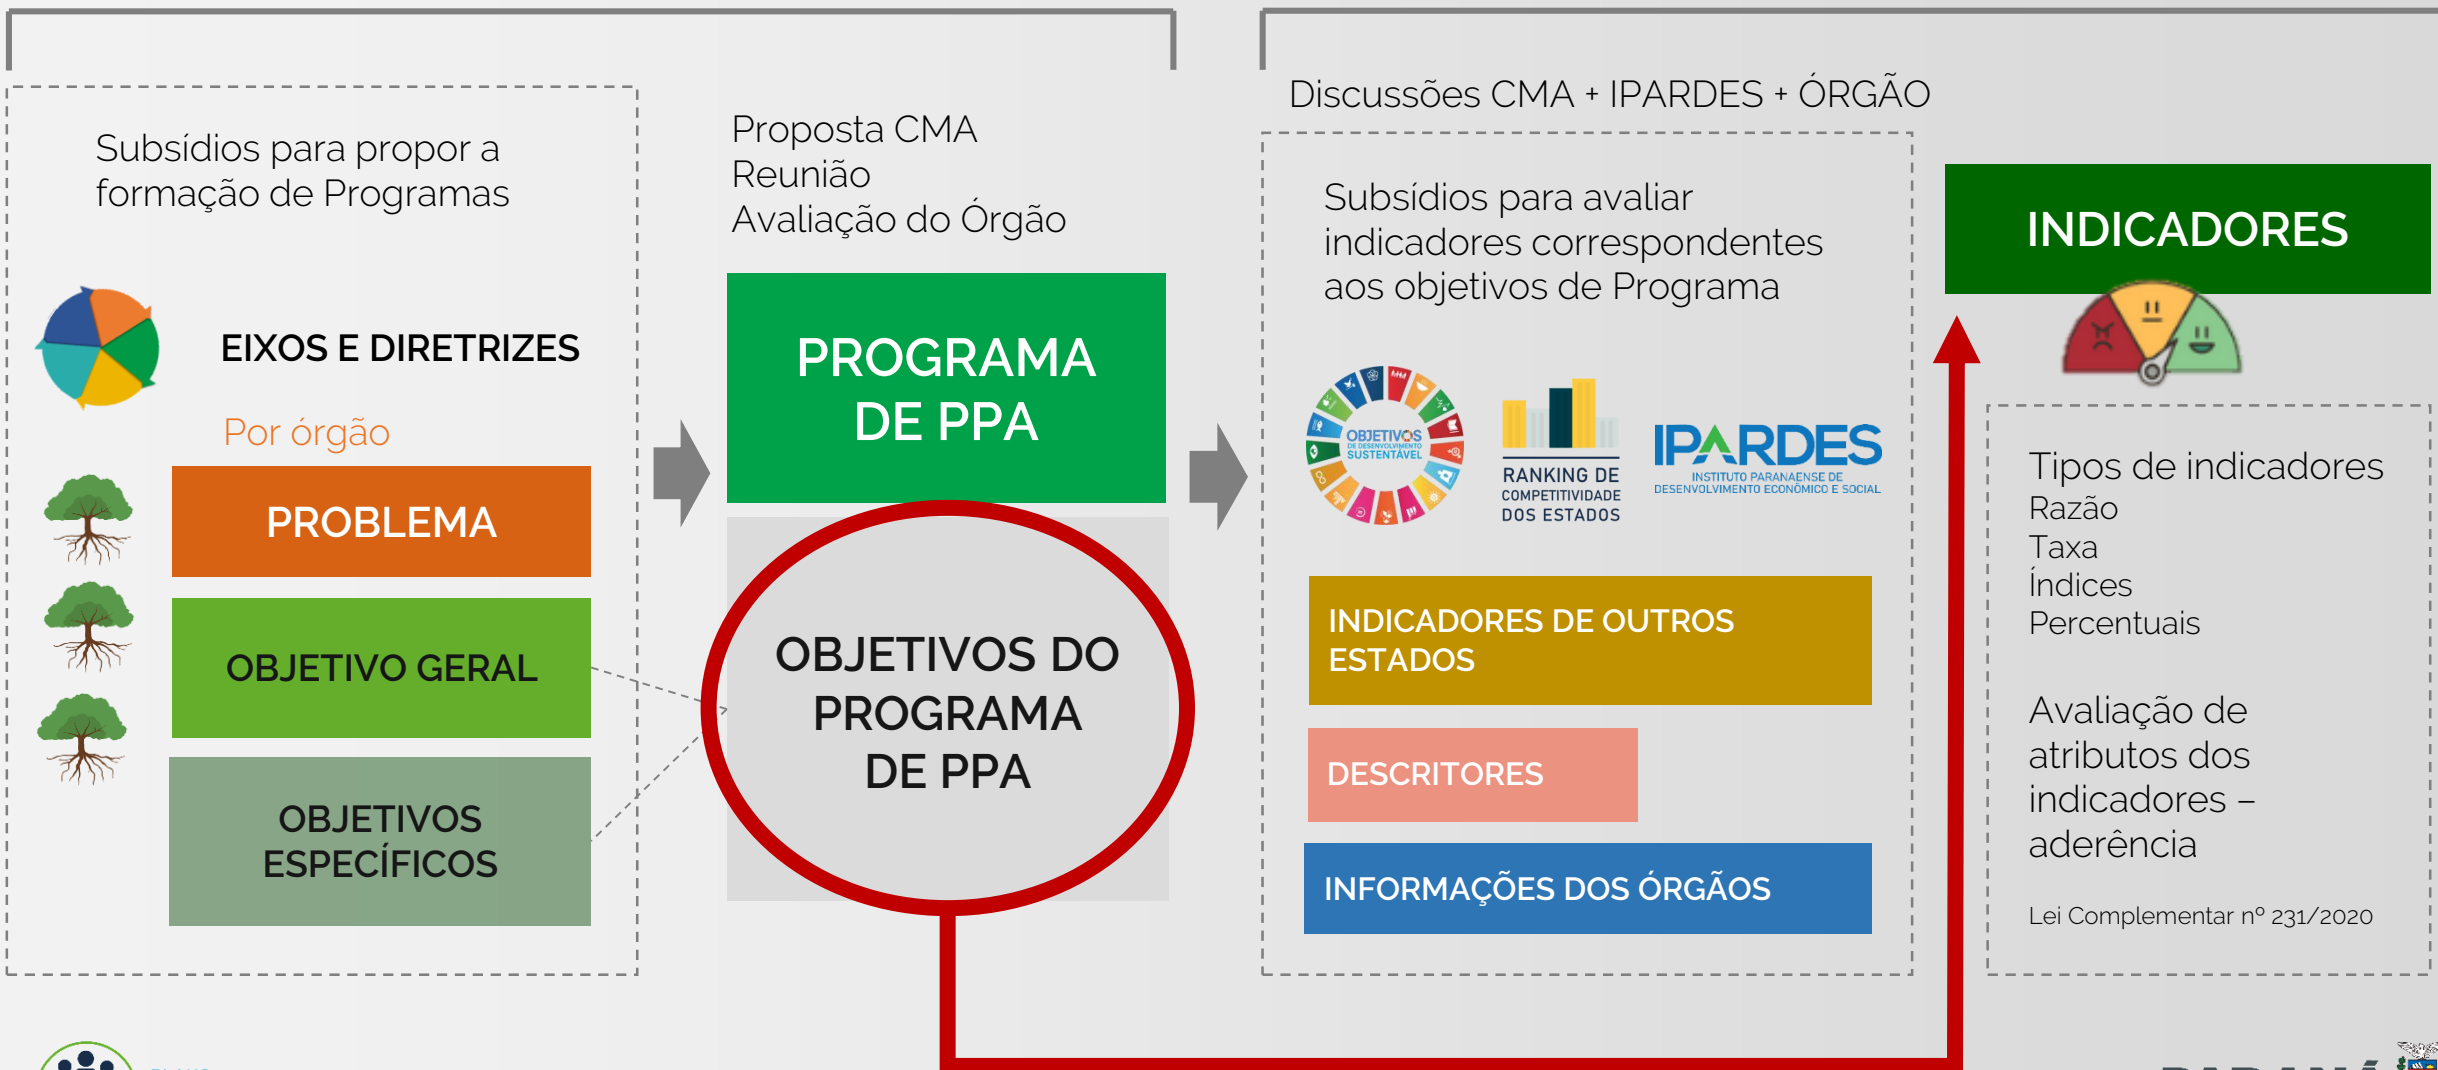 Subsídios para propor a
formação de Programas
EIXOS E DIRETRIZES
Por órgão
PROBLEMA
OBJETIVO GERAL
OBJETIVOS
ESPECÍFICOS
Proposta CMA
Reunião
Avaliação do Órgão
PROGRAMA
DE PPA
OBJETIVOS DO
PROGRAMA
DE PPA
Discussões CMA + IPARDES + ÓRGÃO
Subsídios para avaliar
indicadores correspondentes
aos objetivos de Programa
OBJETIVOS
DE DESENVOLVIMENTO
SUSTENTÁVEL
RANKING DE
COMPETITIVIDADE
DOS ESTADOS
IPARDES
INSTITUTO PARANAENSE DE
DESENVOLVIMENTO ECONÔMICO E SOCIAL
INDICADORES DE OUTROS
ESTADOS
DESCRITORES
INFORMAÇÕES DOS ÓRGÃOS
INDICADORES
Tipos de indicadores
Razão
Taxa
Índices
Percentuais
Avaliação de
atributos dos
indicadores –
aderência
Lei Complementar nº 231/2020
PARANÁ